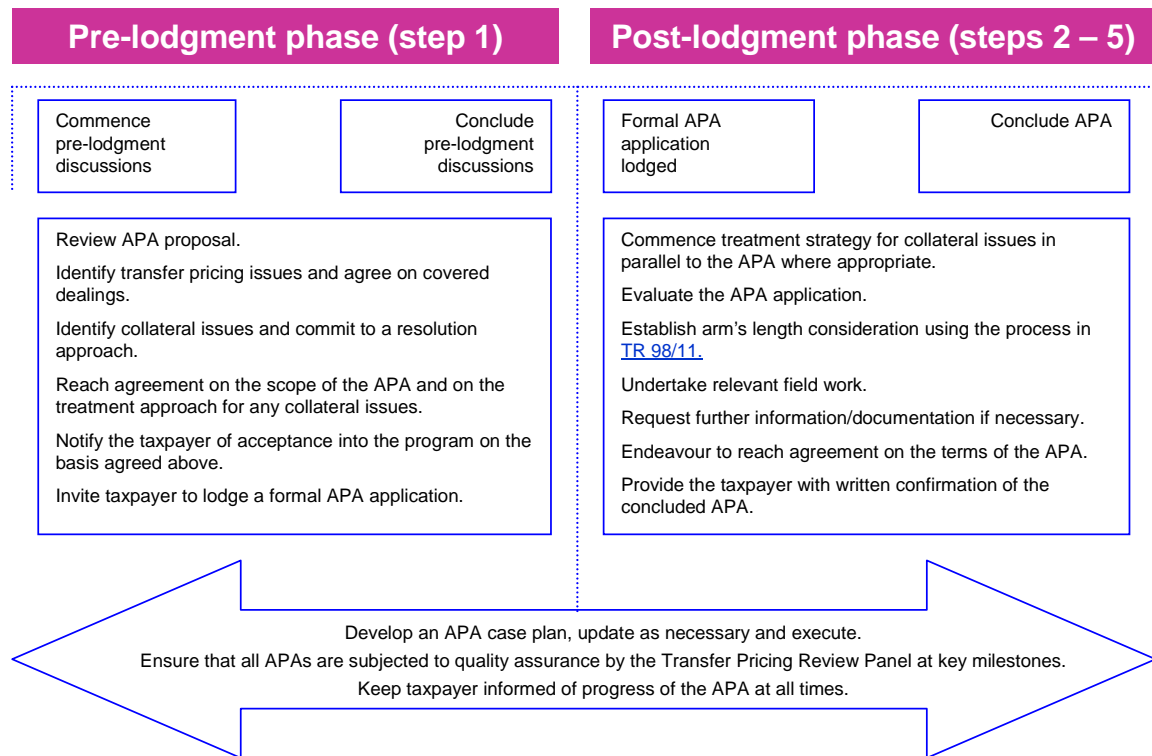 Pre-lodgment phase (step 1)
Post-lodgment phase (steps 2 – 5)
Commence
pre-lodgment
discussions
Conclude
pre-lodgment
discussions
Formal APA
application
lodged
Conclude APA
Review APA proposal.
Identify transfer pricing issues and agree on covered
dealings.
Identify collateral issues and commit to a resolution
approach.
Reach agreement on the scope of the APA and on the
treatment approach for any collateral issues.
Notify the taxpayer of acceptance into the program on the
basis agreed above.
Invite taxpayer to lodge a formal APA application.
Commence treatment strategy for collateral issues in
parallel to the APA where appropriate.
Evaluate the APA application.
Establish arm's length consideration using the process in
TR 98/11.
Undertake relevant field work.
Request further information/documentation if necessary.
Endeavour to reach agreement on the terms of the APA.
Provide the taxpayer with written confirmation of the
concluded APA.
Develop an APA case plan, update as necessary and execute.
Ensure that all APAs are subjected to quality assurance by the Transfer Pricing Review Panel at key milestones.
Keep taxpayer informed of progress of the APA at all times.